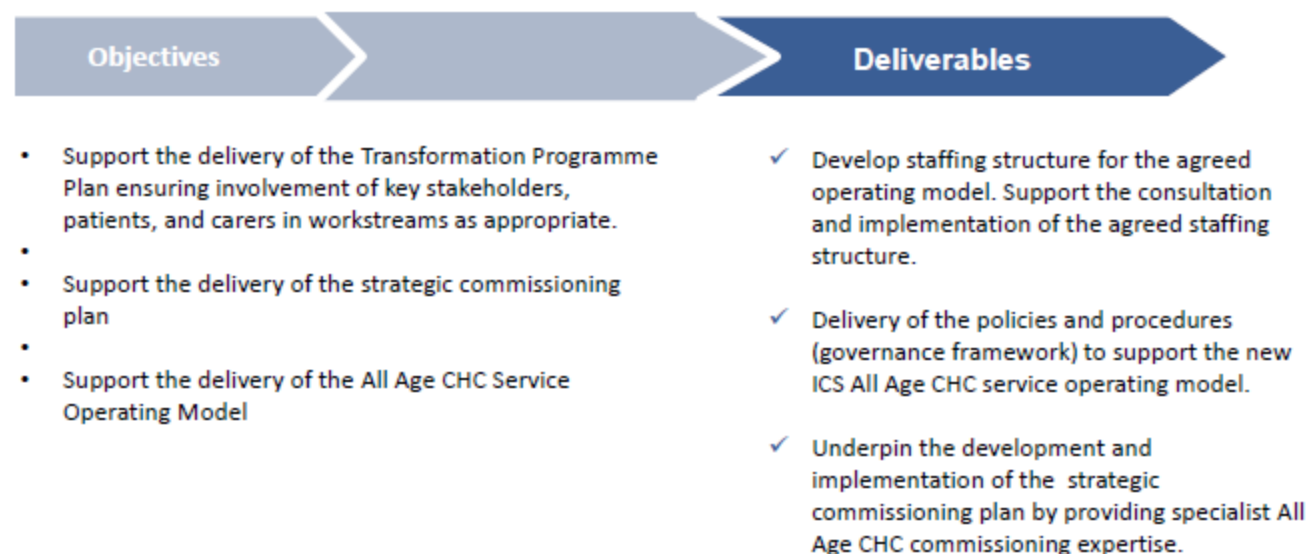 Objectives
Deliverables
• Support the delivery of the Transformation Programme
Plan ensuring involvement of key stakeholders,
patients, and carers in workstreams as appropriate.
•
• Support the delivery of the strategic commissioning
plan
•
• Support the delivery of the All Age CHC Service
Operating Model
✓ Develop staffing structure for the agreed
operating model. Support the consultation
and implementation of the agreed staffing
structure.
✓ Delivery of the policies and procedures
(governance framework) to support the new
ICS All Age CHC service operating model.
✓ Underpin the development and
implementation of the  strategic
commissioning plan by providing specialist All
Age CHC commissioning expertise.